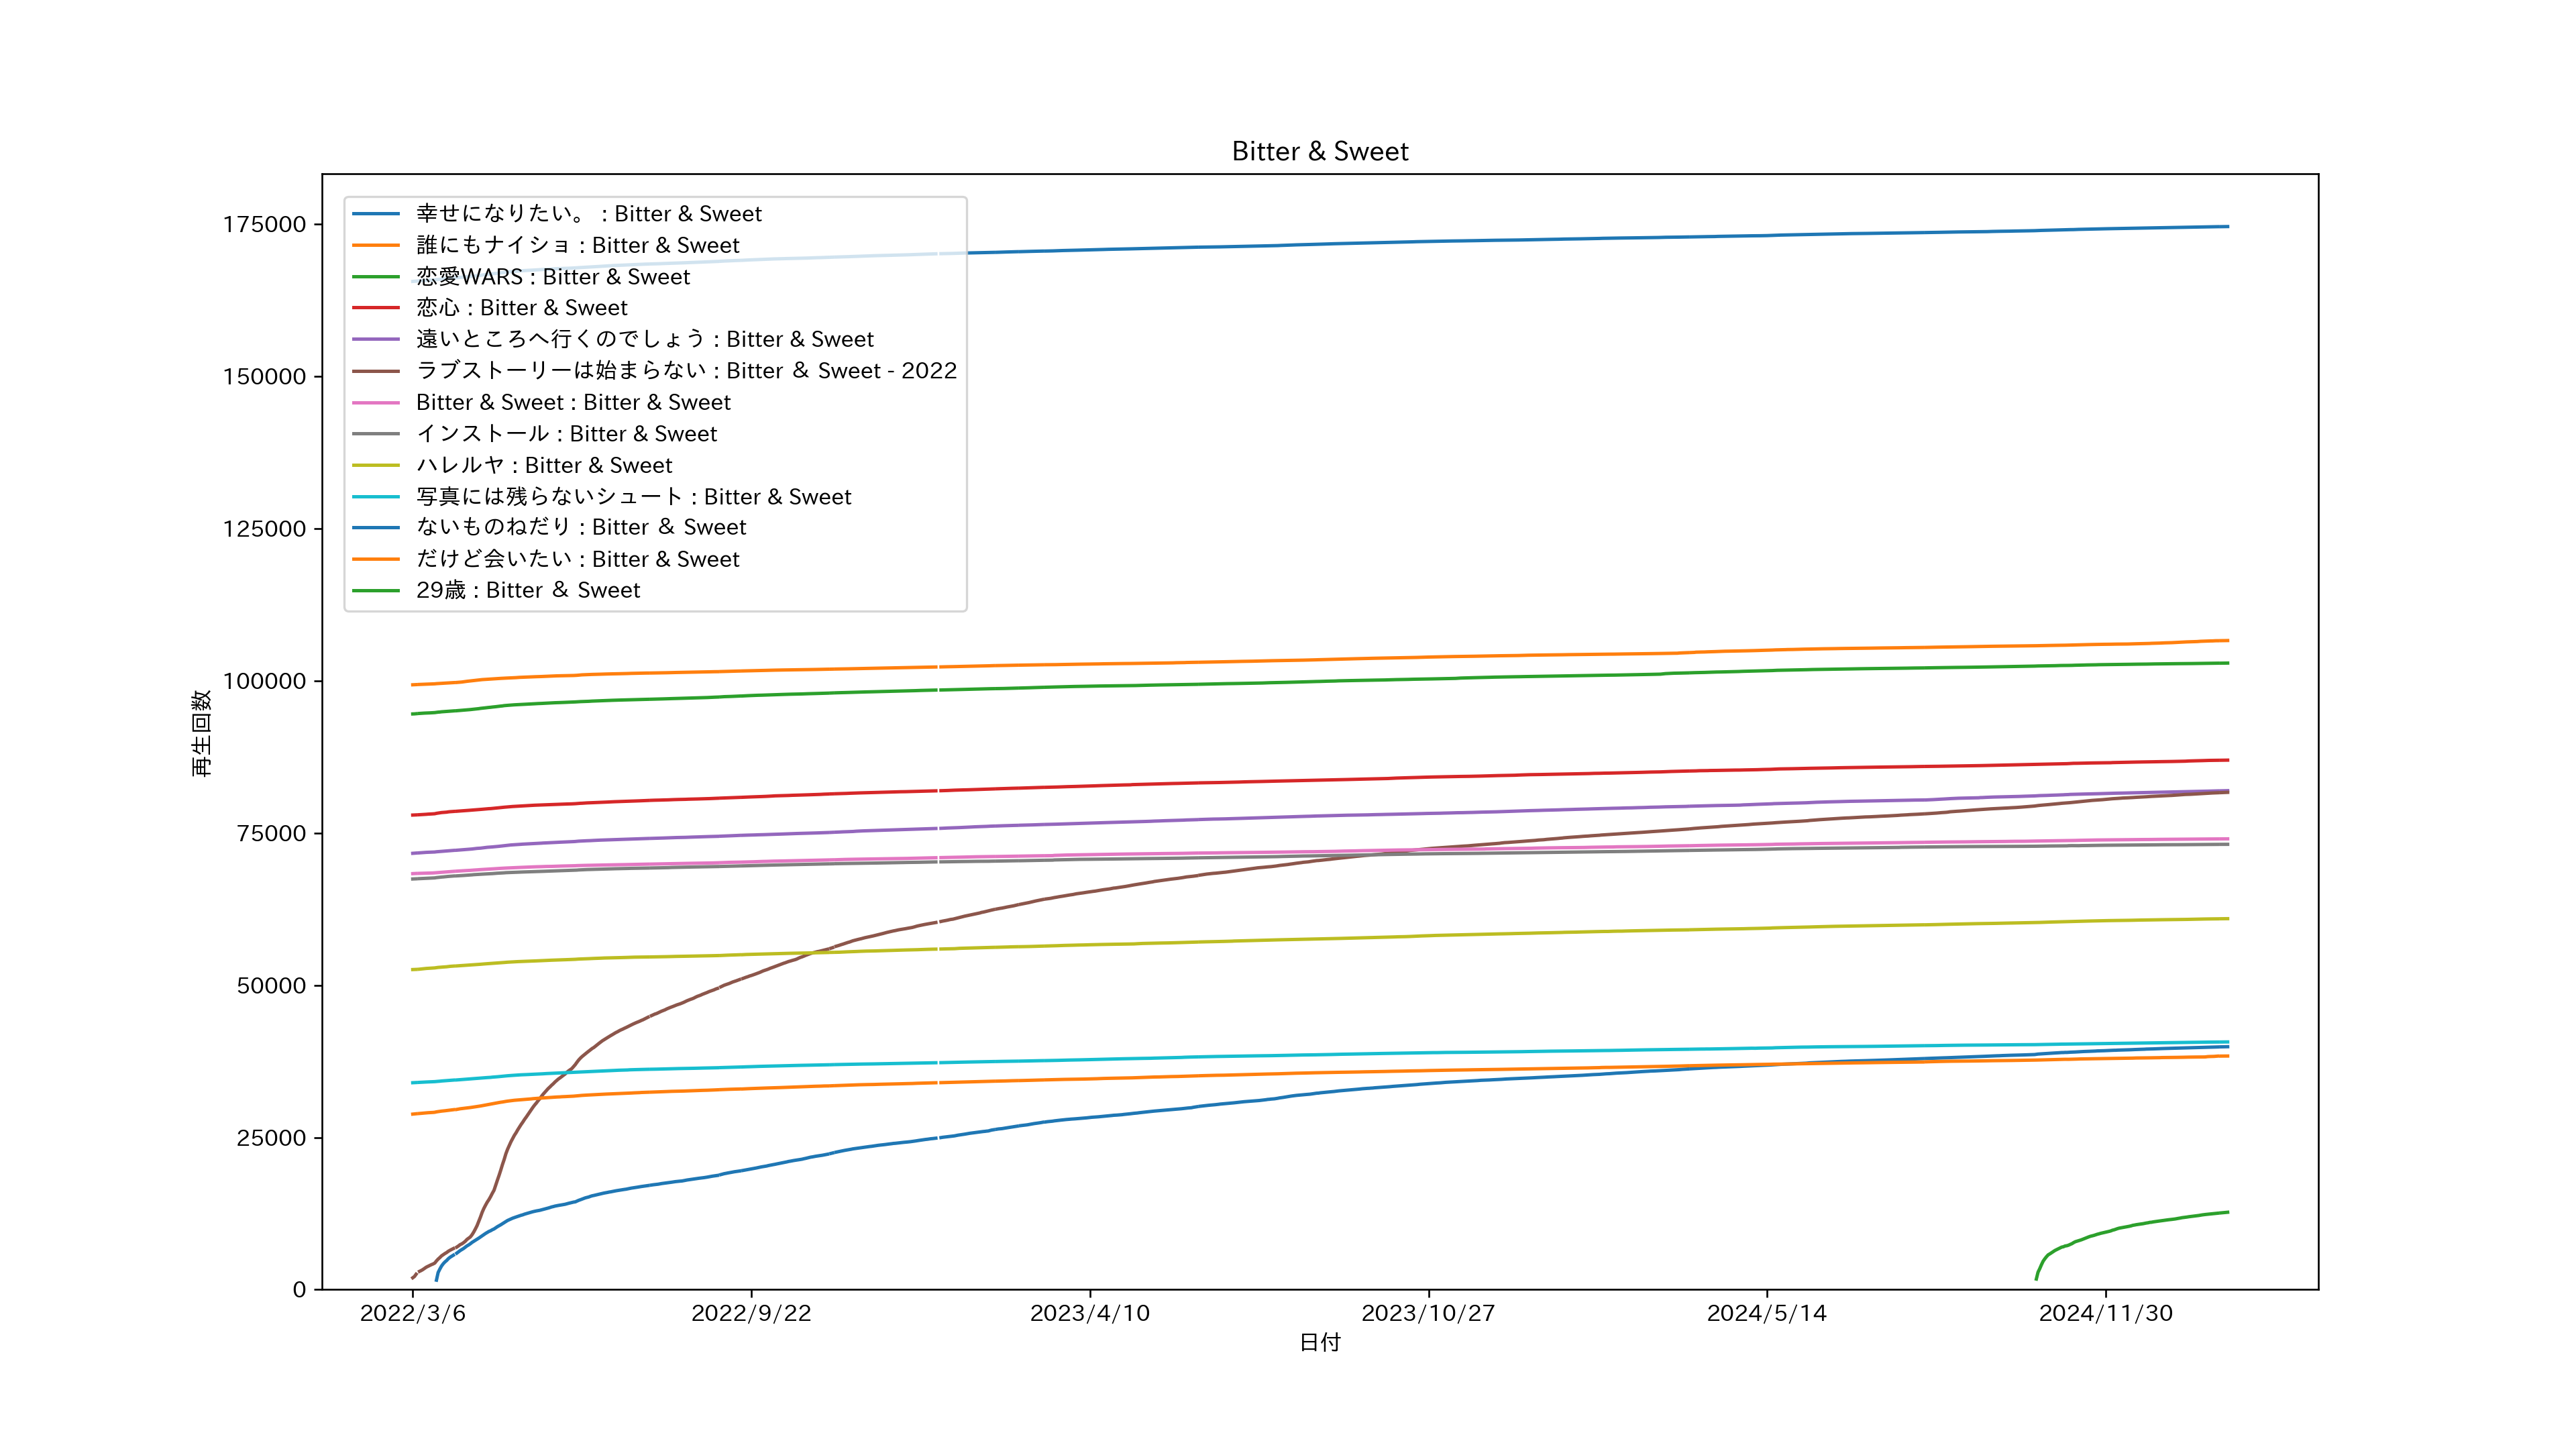 Bitter & Sweet
175000
150000
125000
100000
75000
50000
25000
0
再生回数
幸せになりたい。 : Bitter & Sweet
誰にもナイショ : Bitter & Sweet
恋愛WARS : Bitter & Sweet
恋心 : Bitter & Sweet
遠いところへ行くのでしょう : Bitter & Sweet
ラブストーリーは始まらない : Bitter ＆ Sweet - 2022
Bitter & Sweet : Bitter & Sweet
インストール : Bitter & Sweet
ハレルヤ : Bitter & Sweet
写真には残らないシュート : Bitter & Sweet
ないものねだり : Bitter ＆ Sweet
だけど会いたい : Bitter & Sweet
29歳 : Bitter ＆ Sweet
2022/3/6 2022/9/22 2023/4/10 2023/10/27 2024/5/14 2024/11/30
日付